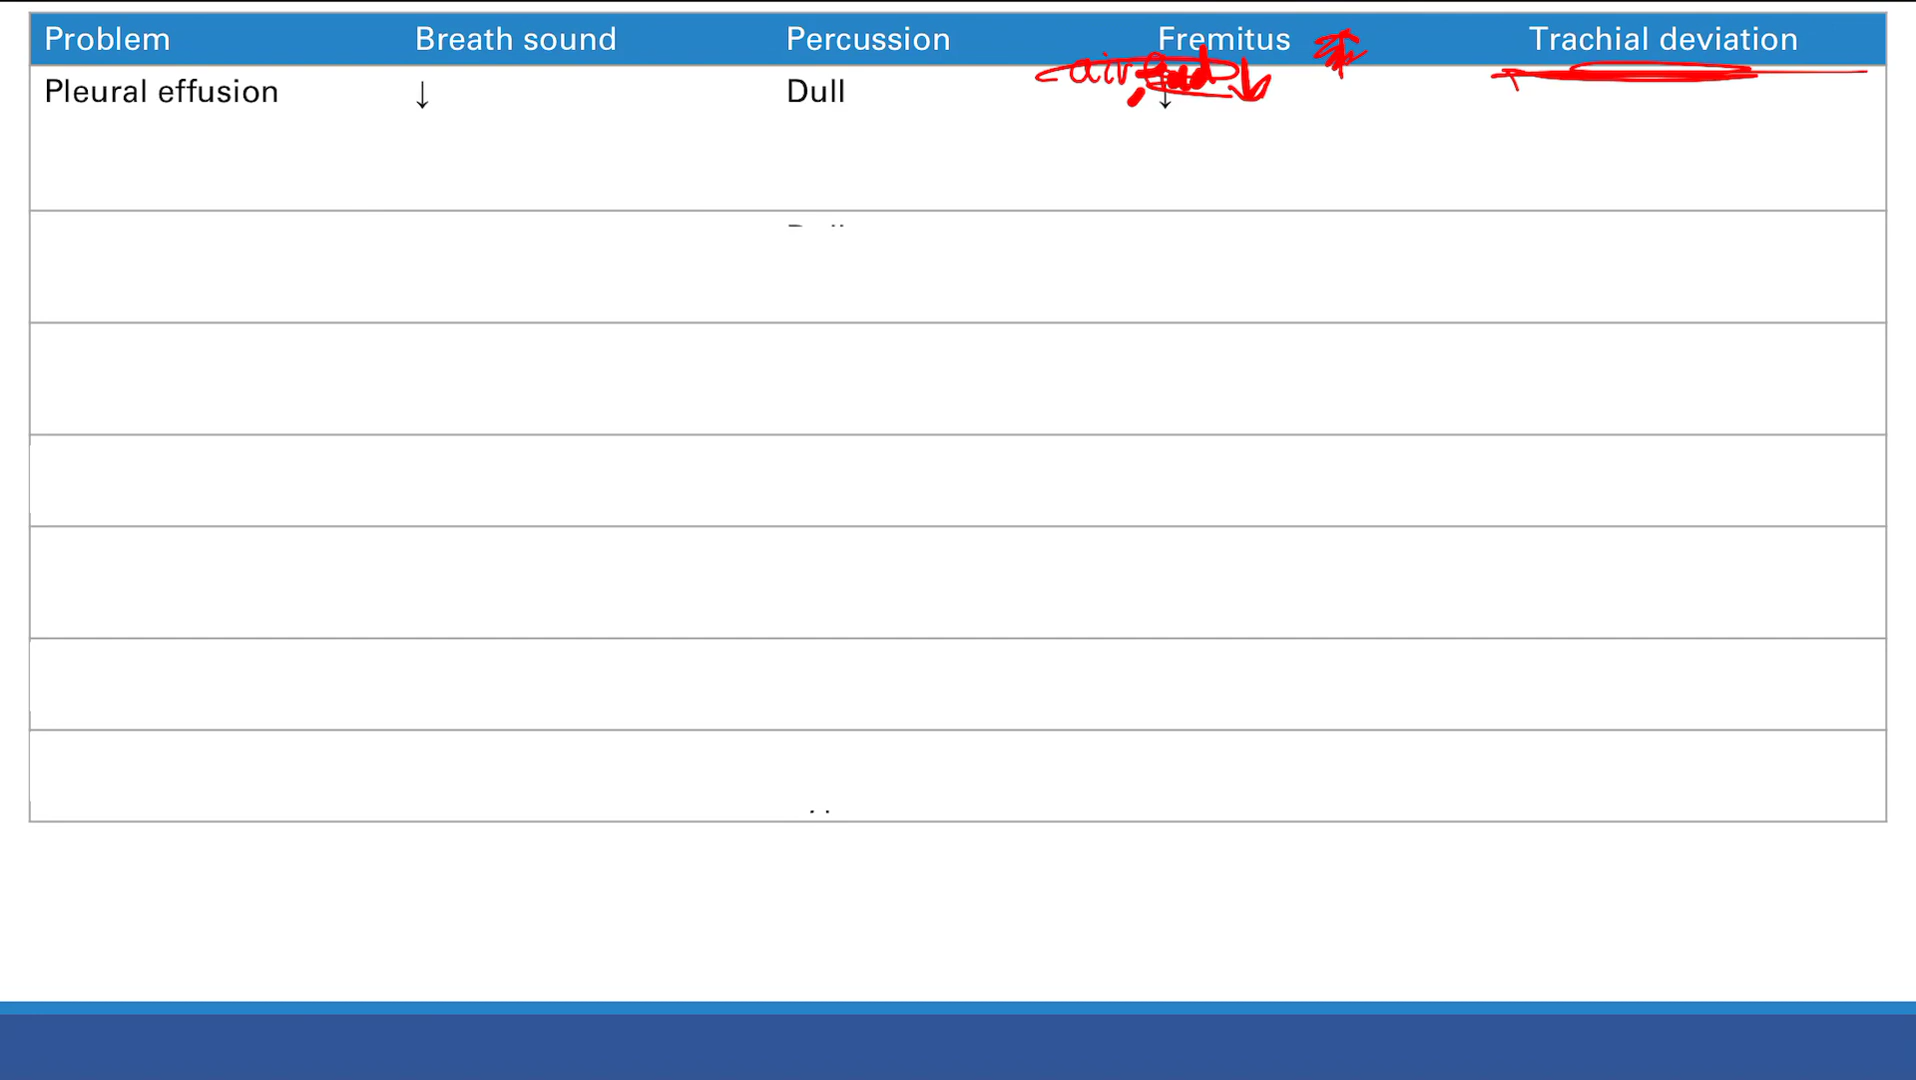 Problem Breath sound Percussion Fremitus Trachial deviation
air
Pleural effusion ↓ Dull ↓